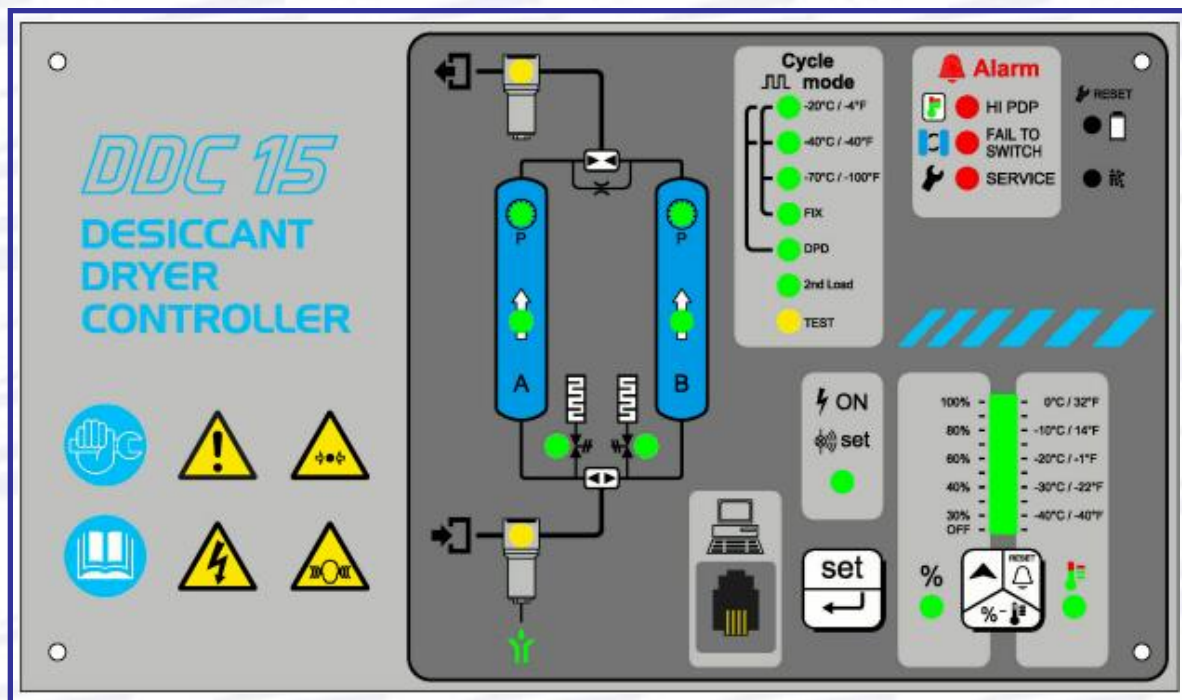 DDC 15
DESICCANT
DRYER
CONTROLLER
P
P
A
B
Cycle
mode
-20°C / -4°F
-40°C / -40°F
-70°C / -100°F
FIX
DPD
2nd Load
TEST
Alarm
HI PDP
FAIL TO
SWITCH
SERVICE
RESET
ON
set
set
100%
80%
60%
40%
30%
OFF
0°C / 32°F
-10°C / 14°F
-20°C / -1°F
-30°C / -22°F
-40°C / -40°F
%
RESET
% -